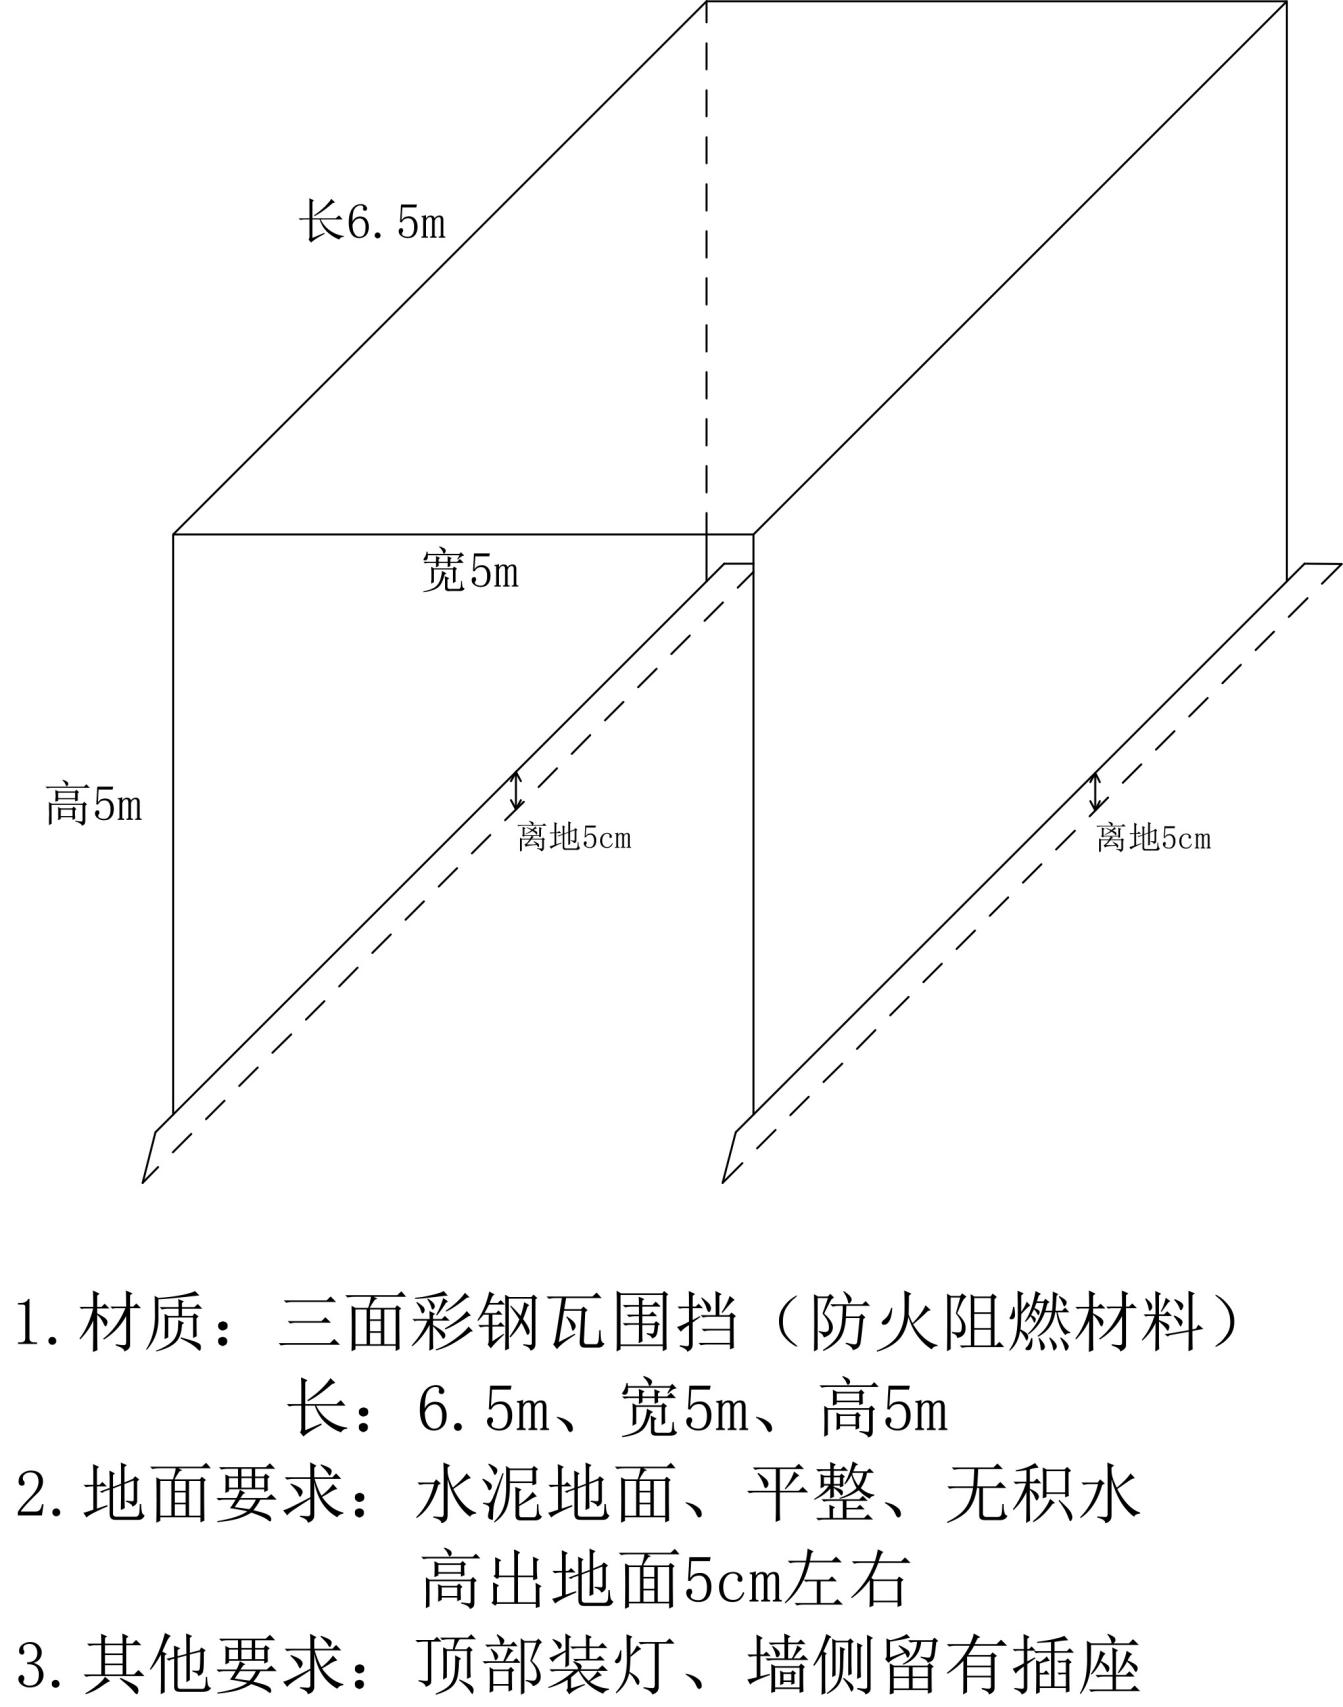 长6.5m
宽5m
高5m
离地5cm
离地5cm
1.材质：三面彩钢瓦围挡（防火阻燃材料）
长：6.5m、宽5m、高5m
2.地面要求：水泥地面、平整、无积水
高出地面5cm左右
3.其他要求：顶部装灯、墙侧留有插座